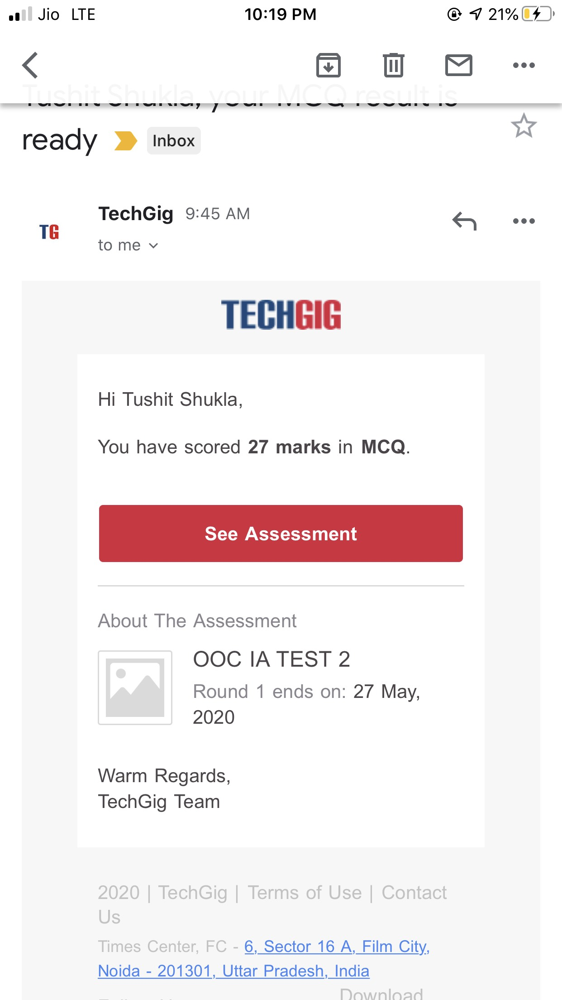 Jio LTE 10:19 PM 21%
Tushit Shukla, your MCQ result is
ready Inbox
TG
TechGig 9:45 AM
to me
TECHGIG
Hi Tushit Shukla,
You have scored 27 marks in MCQ.
See Assessment
About The Assessment
OOC IA TEST 2
Round 1 ends on: 27 May,
2020
Warm Regards,
TechGig Team
2020 | TechGig | Terms of Use | Contact
Us
Times Center, FC - 6, Sector 16 A, Film City,
Noida - 201301, Uttar Pradesh, India
Download